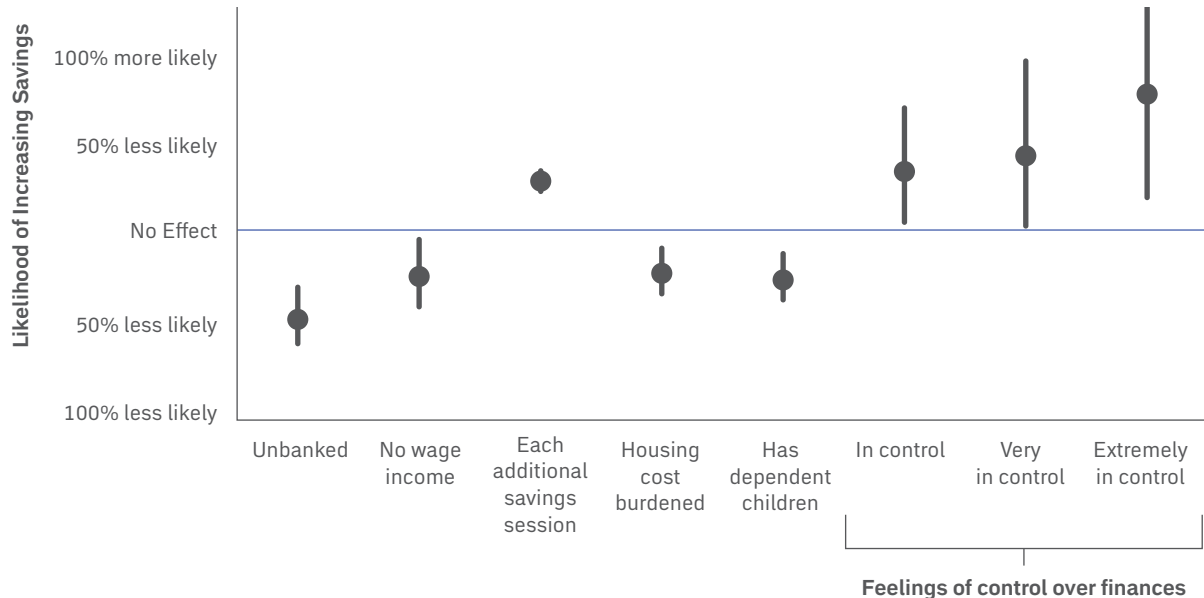 Likelihood of Increasing Savings
100% more likely
50% less likely
No Effect
50% less likely
100% less likely
Unbanked
No wage
income
Each
additional
savings
session
Housing
cost
burdened
Has
dependent
children
In control
Very
in control
Extremely
in control
Feelings of control over finances